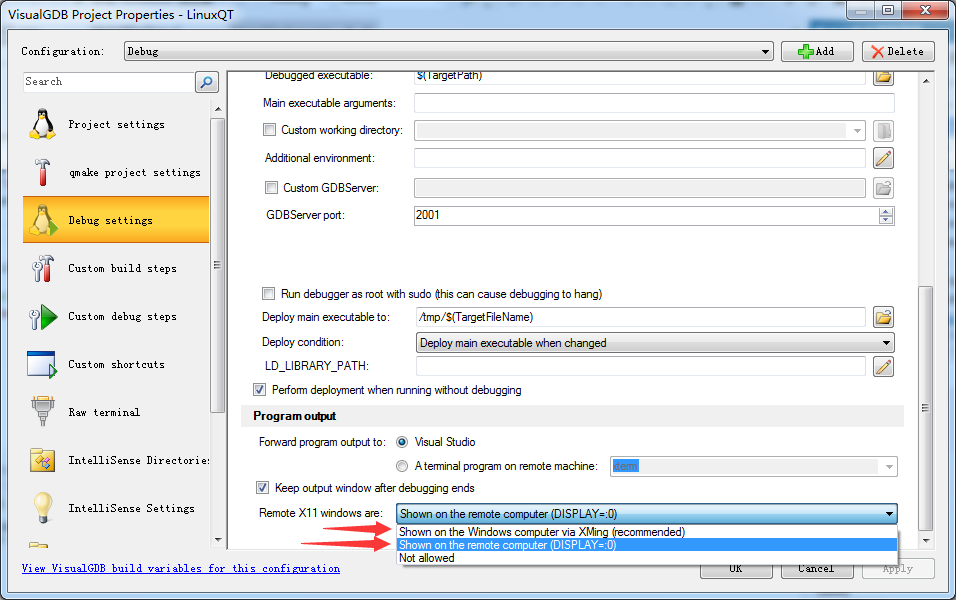 VisualGDB Project Properties - LinuxQT
Configuration: Debug Add Delete
Search
Project settings
qmake project settings
Debug settings
Custom build steps
Custom debug steps
Custom shortcuts
Raw terminal
IntelliSense Directories
IntelliSense Settings
Debugged executable: $(TargetPath)
Main executable arguments:
Custom working directory:
Additional environment:
Custom GDBServer:
GDBServer port: 2001
Run debugger as root with sudo (this can cause debugging to hang)
Deploy main executable to: /tmp/$(TargetFileName)
Deploy condition: Deploy main executable when changed
LD_LIBRARY_PATH:
Perform deployment when running without debugging
Program output
Forward program output to: Visual Studio
A terminal program on remote machine:
Keep output window after debugging ends
Remote X11 windows are: Shown on the remote computer (DISPLAY=:0)
Shown on the Windows computer via XMing (recommended)
Shown on the remote computer (DISPLAY=:0)
Not allowed
View VisualGDB build variables for this configuration
OK Cancel Apply